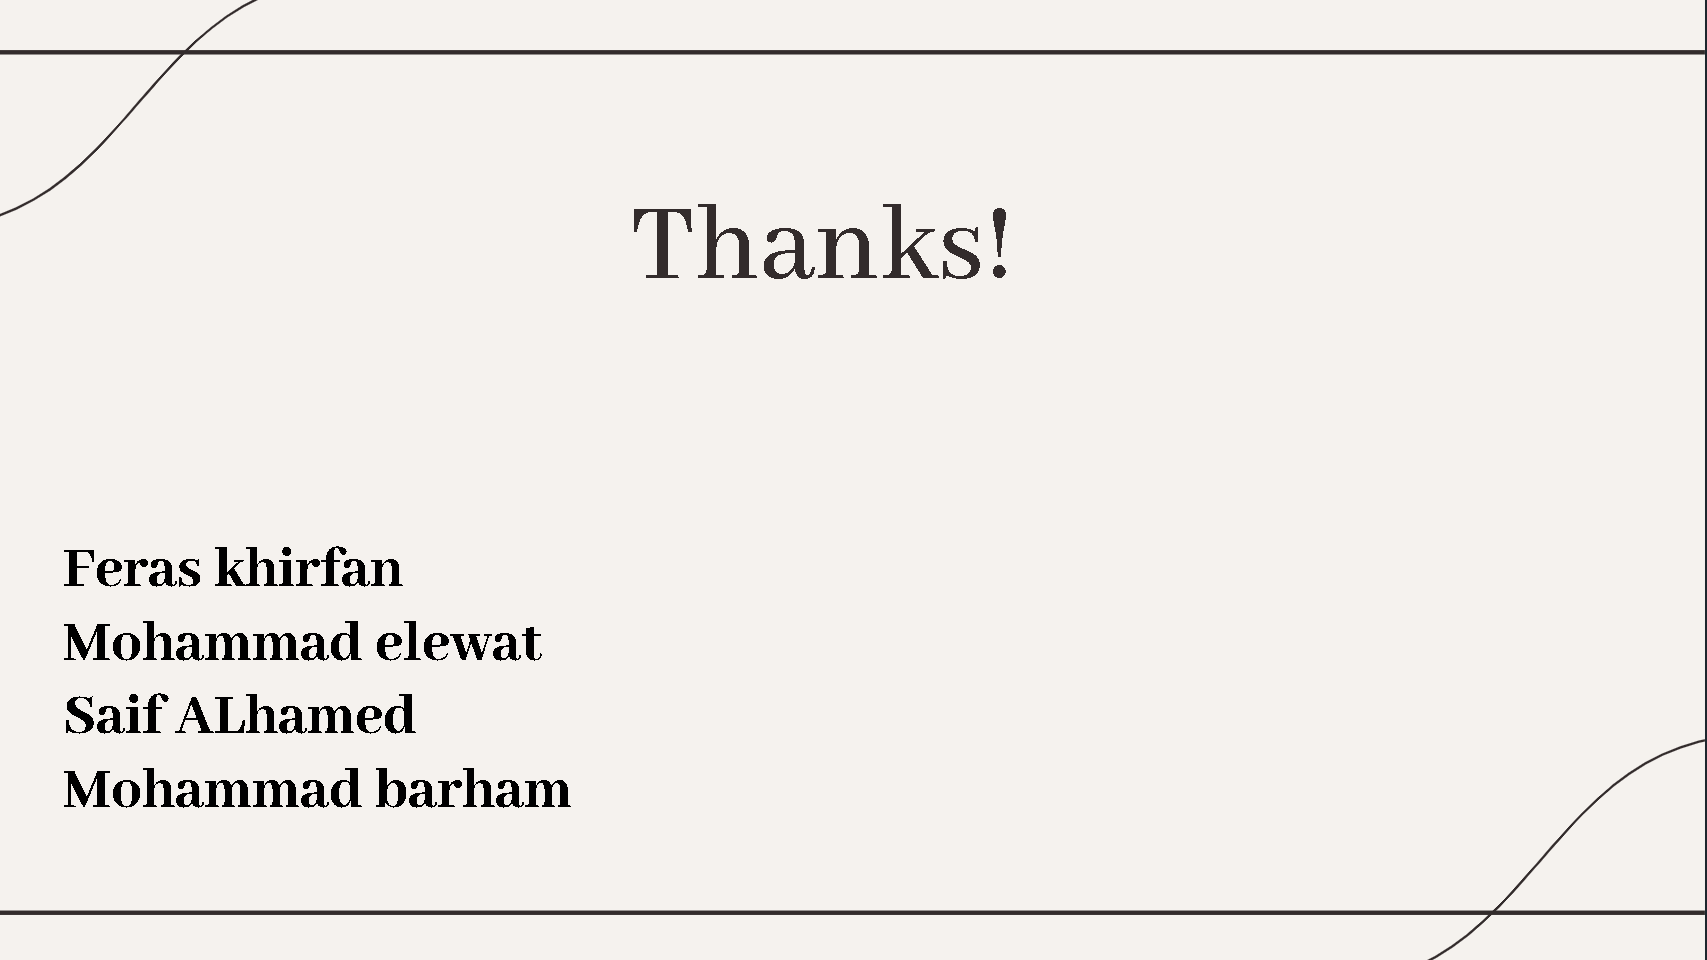 Thanks!
Feras khirfan
Mohammad elewat
Saif ALhamed
Mohammad barham